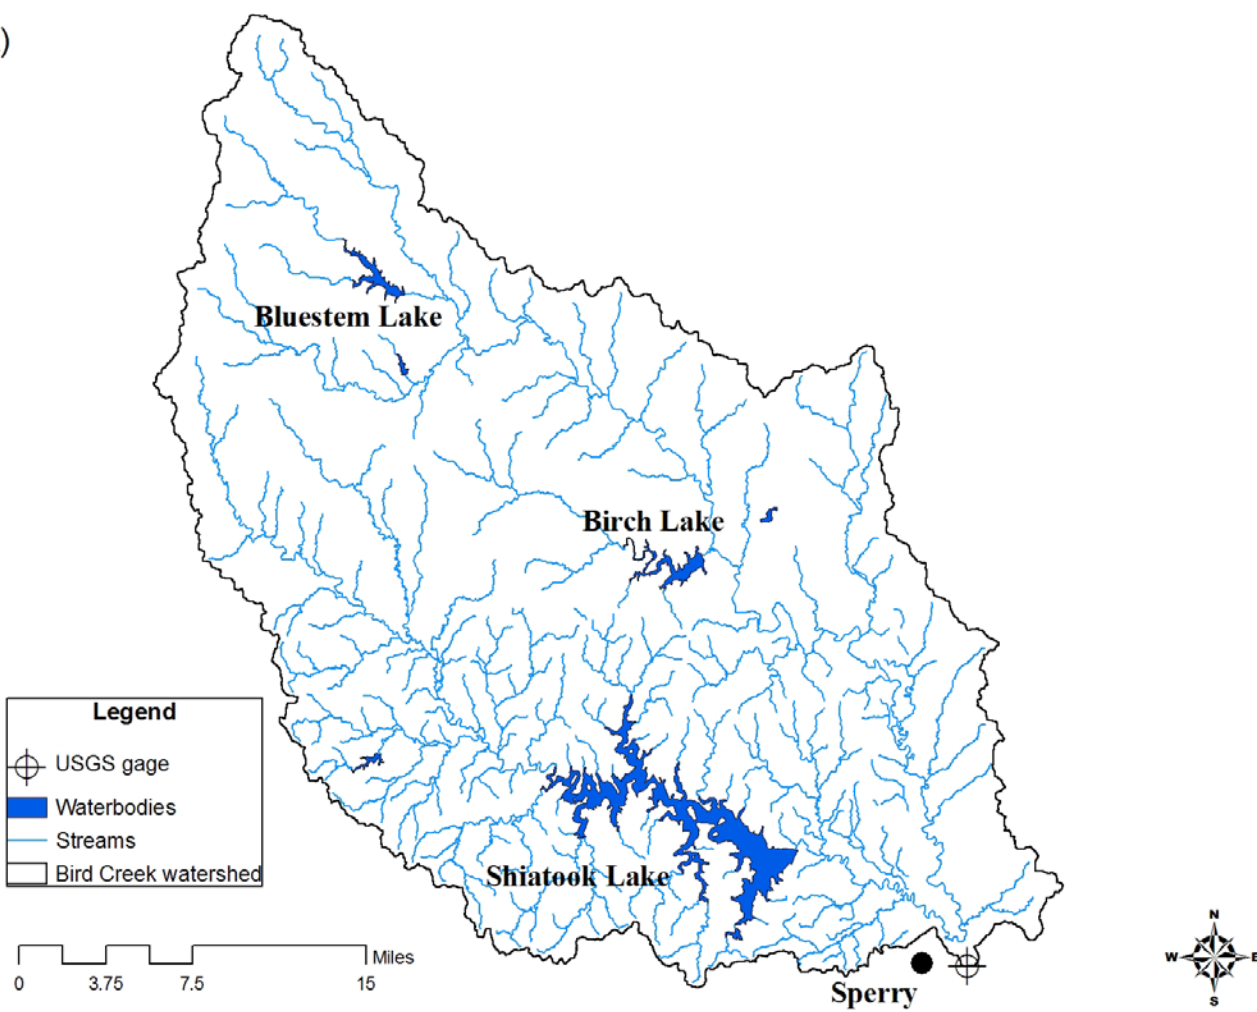 )
Bluestem Lake
Birch Lake
Legend
USGS gage
Waterbodies
Streams
Bird Creek watershed
Shiatook Lake
Miles
0 3.75 7.5 15
Sperry
N
W E
S